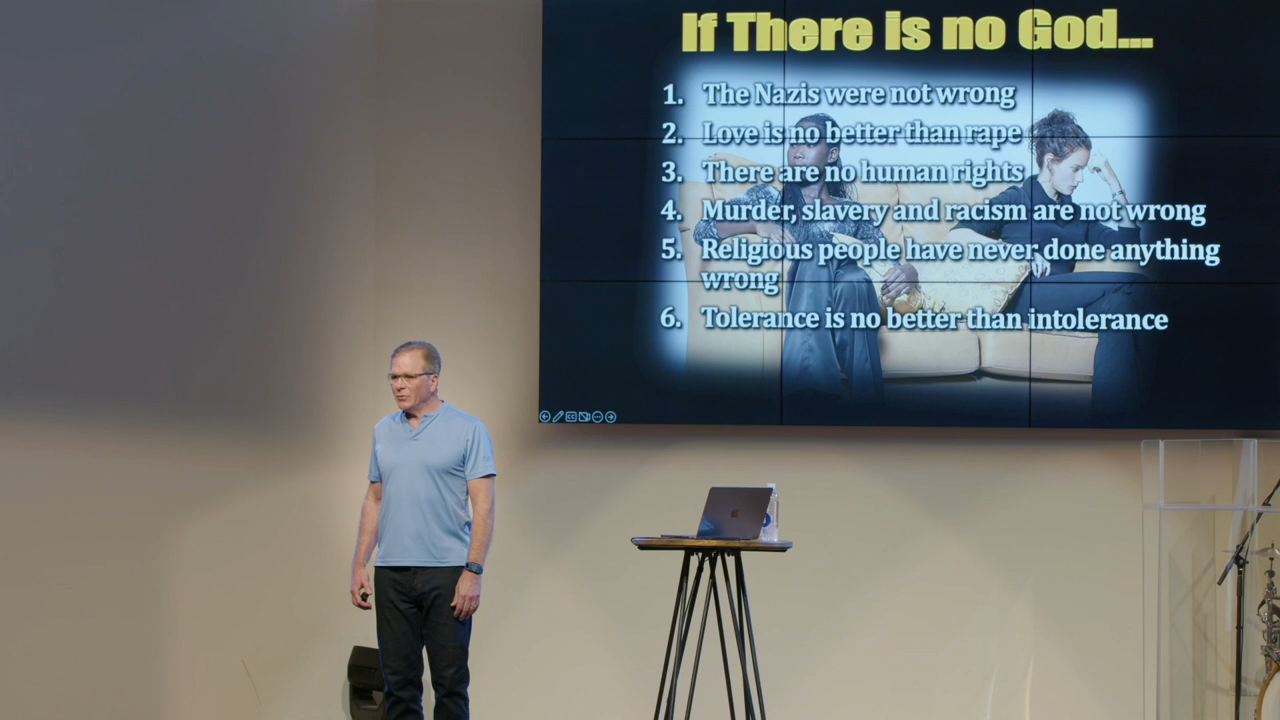 If There is no God...
1. The Nazis were not wrong
2. Love is no better than rape
3. There are no human rights
4. Murder, slavery and racism are not wrong
5. Religious people have never done anything
wrong
6. Tolerance is no better than intolerance
CC